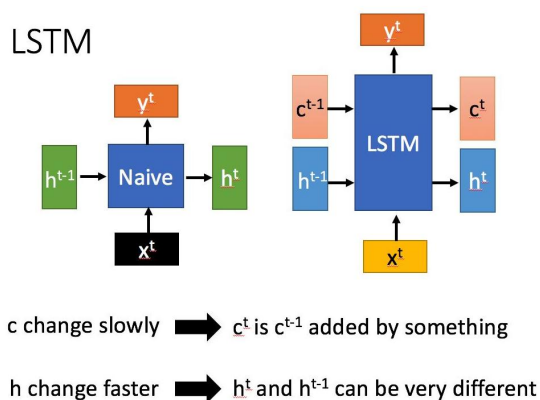 LSTM
yᵗ
hᵗ⁻¹
Naive
hᵗ
xᵗ
yᵗ
cᵗ⁻¹
cᵗ
LSTM
hᵗ⁻¹
hᵗ
xᵗ
c change slowly cᵗ is cᵗ⁻¹ added by something
h change faster hᵗ and hᵗ⁻¹ can be very different